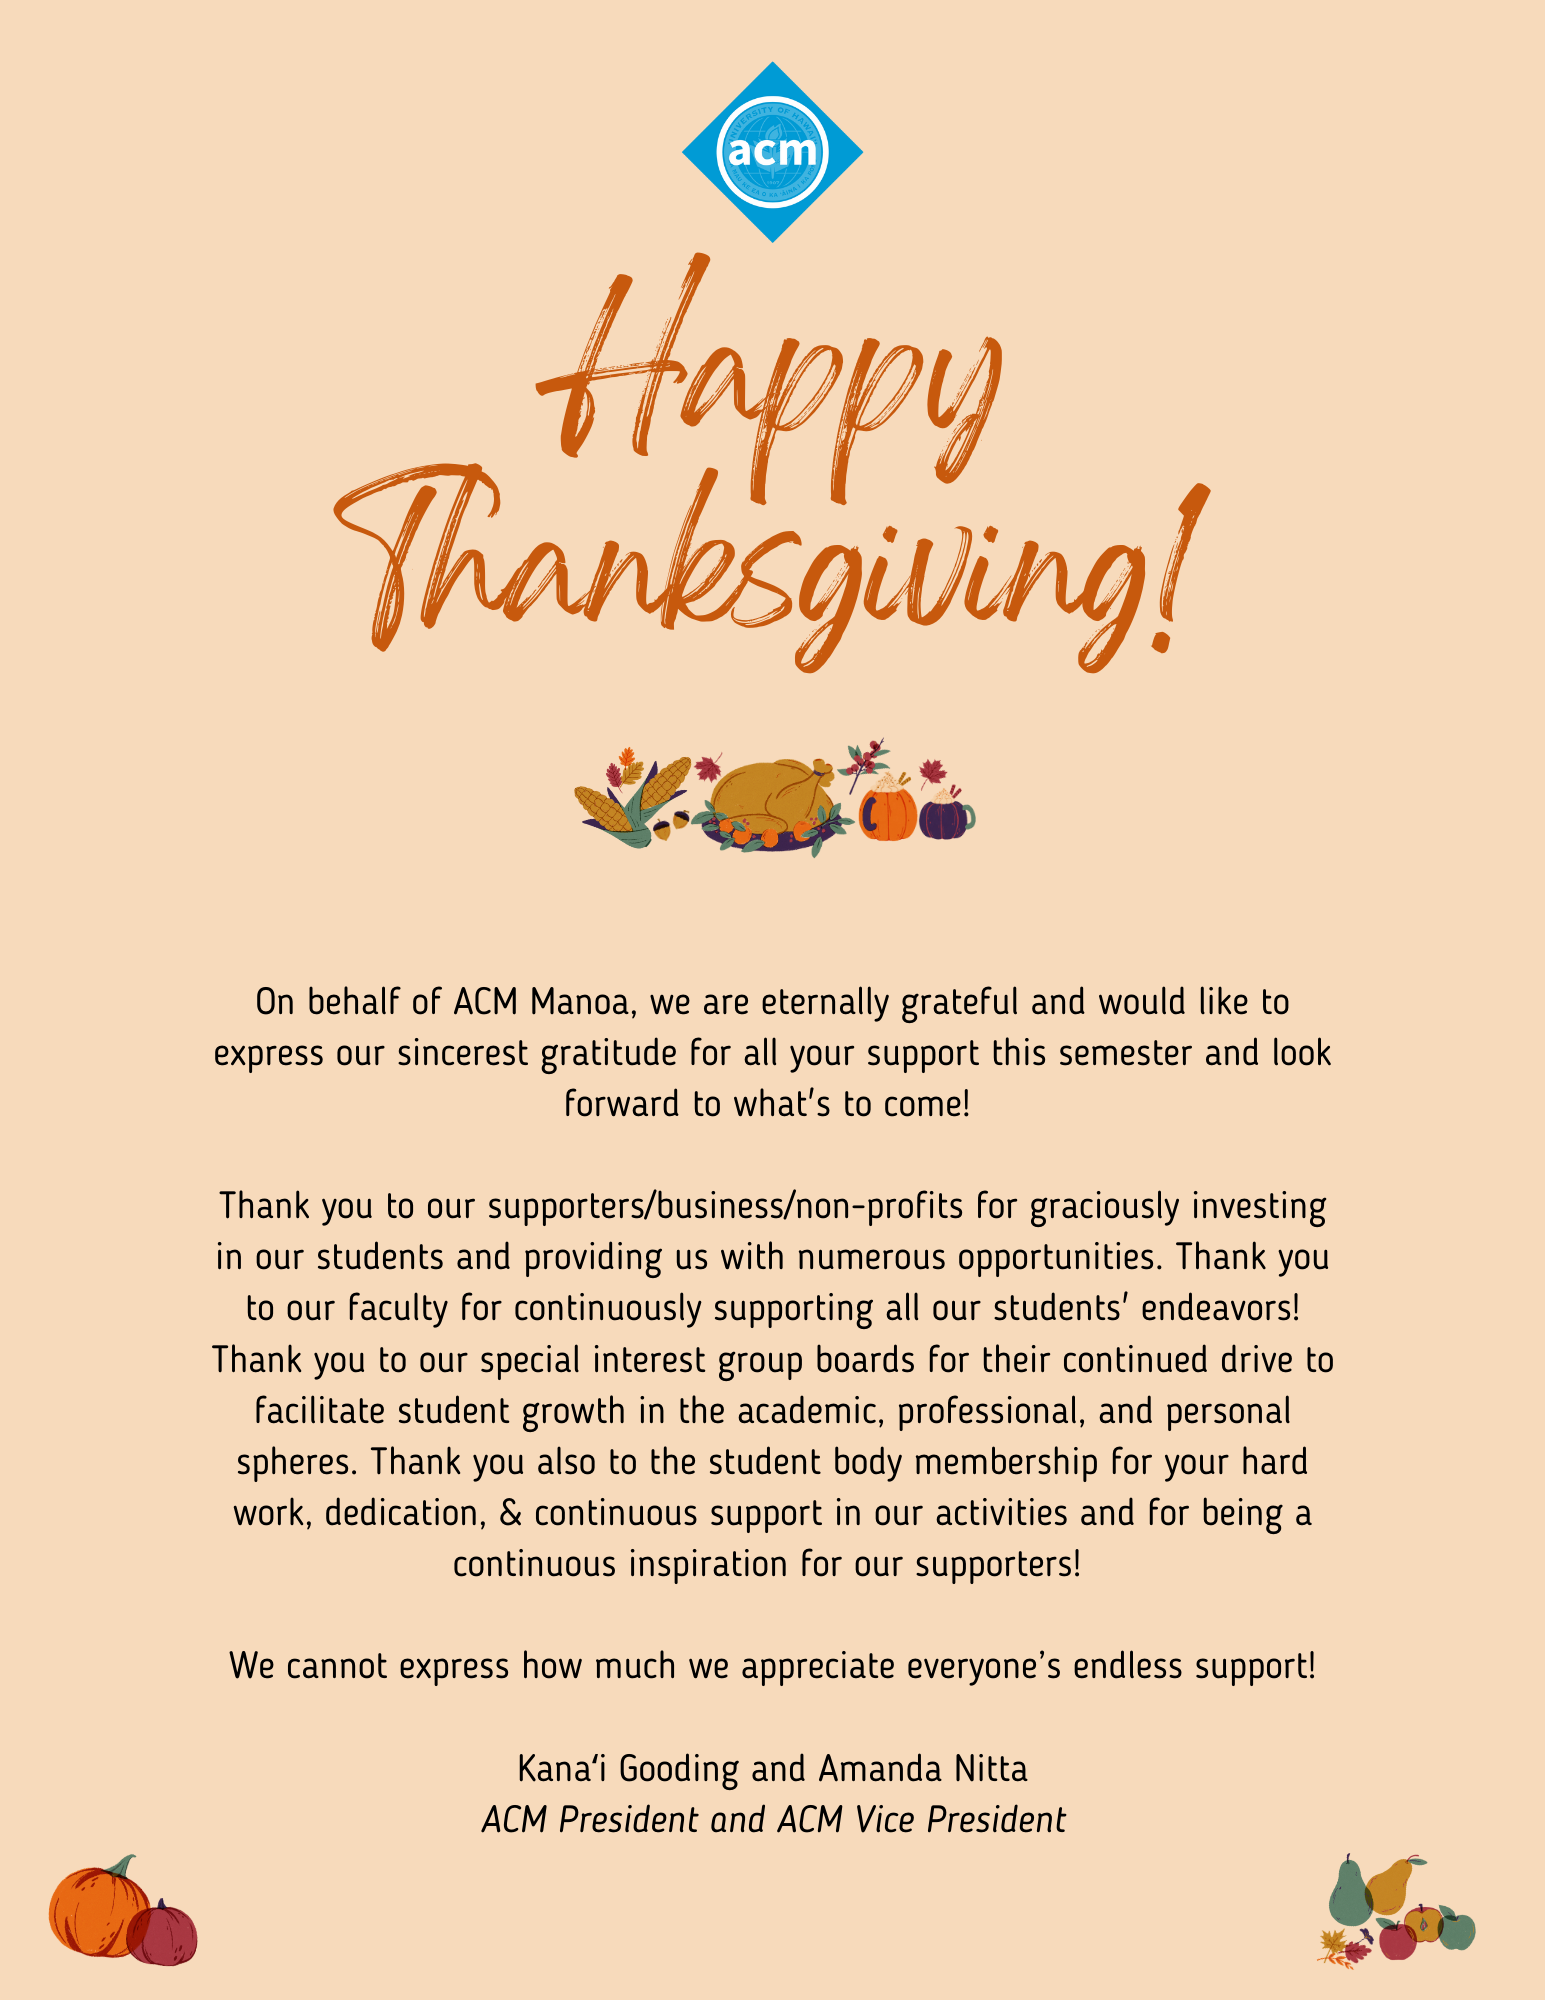 acm
Happy
Thanksgiving!
On behalf of ACM Manoa, we are eternally grateful and would like to
express our sincerest gratitude for all your support this semester and look
forward to what's to come!
Thank you to our supporters/business/non-profits for graciously investing
in our students and providing us with numerous opportunities. Thank you
to our faculty for continuously supporting all our students' endeavors!
Thank you to our special interest group boards for their continued drive to
facilitate student growth in the academic, professional, and personal
spheres. Thank you also to the student body membership for your hard
work, dedication, & continuous support in our activities and for being a
continuous inspiration for our supporters!
We cannot express how much we appreciate everyone’s endless support!
Kanaʻi Gooding and Amanda Nitta
ACM President and ACM Vice President